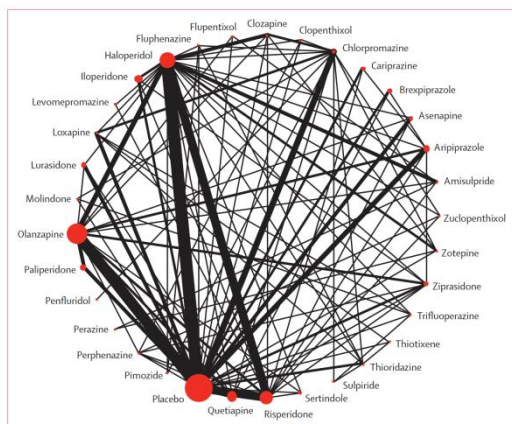 Clozapine
Clopenthixol
Chlorpromazine
Cariprazine
Brexpiprazole
Asenapine
Aripiprazole
Amisulpride
Zuclopenthixol
Zotepine
Ziprasidone
Trifluoperazine
Thiotixene
Thioridazine
Sulpiride
Sertindole
Risperidone
Quetiapine
Placebo
Pimozide
Perphenazine
Perazine
Penfluridol
Paliperidone
Olanzapine
Molindone
Lurasidone
Loxapine
Levomepromazine
Iloperidone
Haloperidol
Fluphenazine
Flupentixol